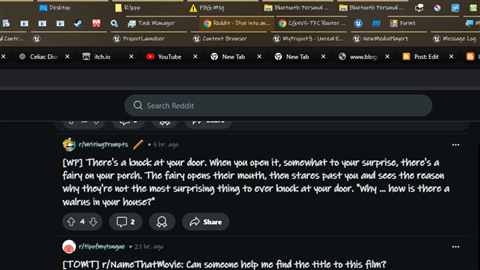 Desktop
FBG-Mtg
Bluetooth Personal ...
Bluetooth Personal ...
Task Manager
Reddit - Dive into an...
CGNVS-TPC Router ...
Form1
ProjectLauncher
Content Browser
MyProject3 - Unreal E...
NewMediaPlayer1
Message Log
Celiac Dis
itch.io
YouTube
New Tab
New Tab
www.blog
Post: Edit
Search Reddit
Share
r/WritingPrompts • 5 hr. ago
[WP] There's a knock at your door. When you open it, somewhat to your surprise, there's a
fairy on your porch. The fairy opens their mouth, then stares past you and sees the reason
why they're not the most surprising thing to ever knock at your door. "Why ... how is there a
walrus in your house?"
4
2
Share
r/tipofmytongue • 21 hr. ago
[TOMT] r/NameThatMovie: Can someone help me find the title to this film?